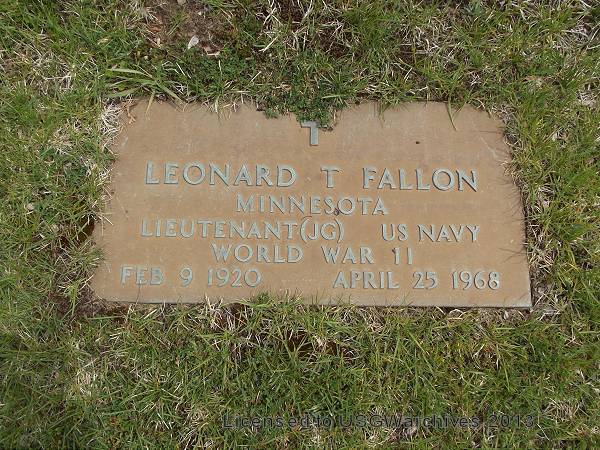 LEONARD T FALLON
MINNESOTA
LIEUTENANT(JG) US NAVY
WORLD WAR 11
FEB 9 1920 APRIL 25 1968
Licensed to USGWarchives 2013